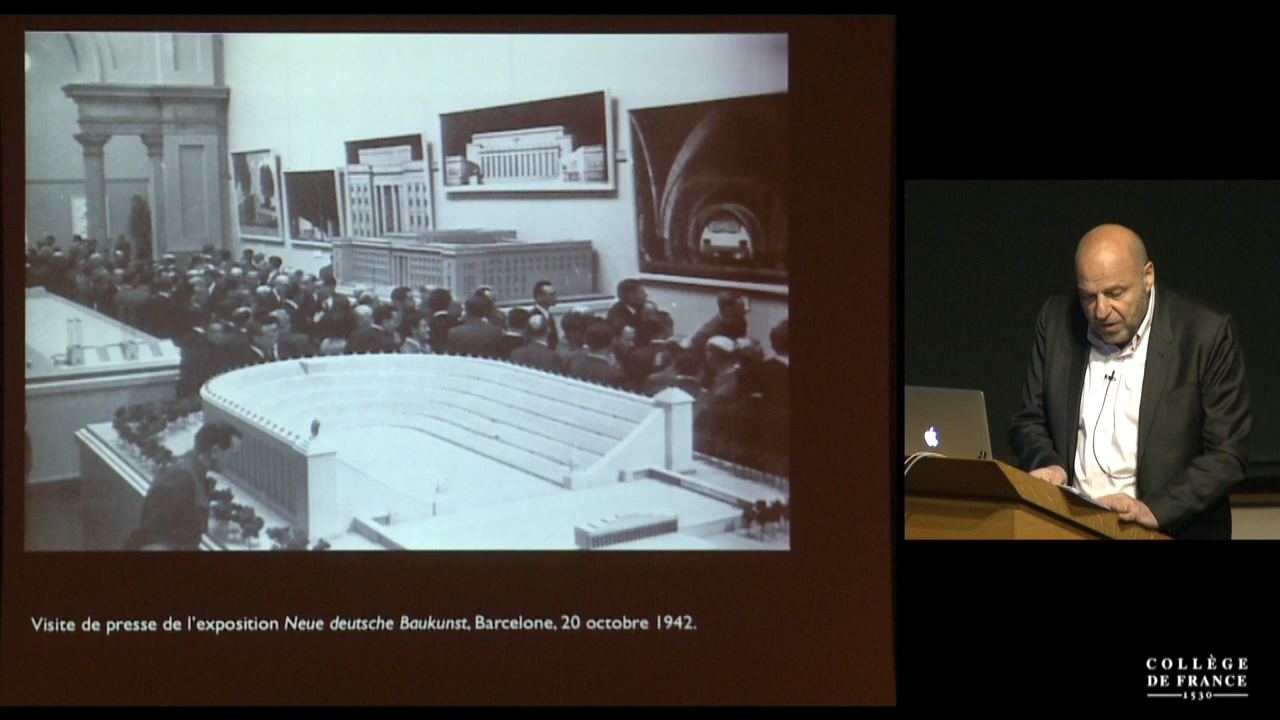 Visite de presse de l'exposition Neue deutsche Baukunst, Barcelone, 20 octobre 1942.
COLLÈGE
DE FRANCE
1530